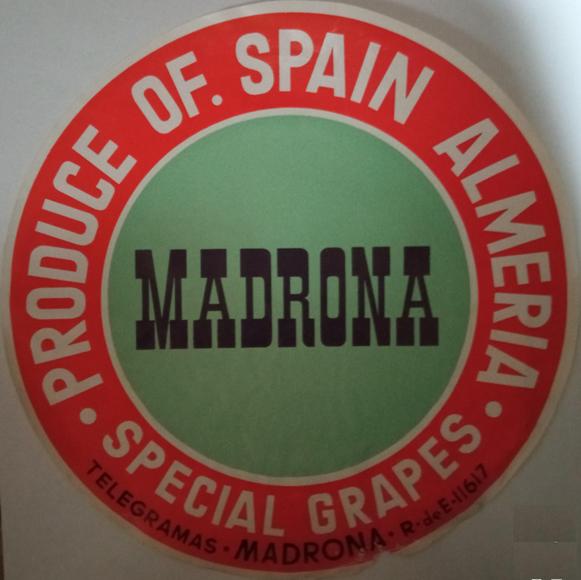 PRODUCE OF. SPAIN ALMERIA
MADRONA
SPECIAL GRAPES
TELEGRAMAS · MADRONA · R·de E-11617